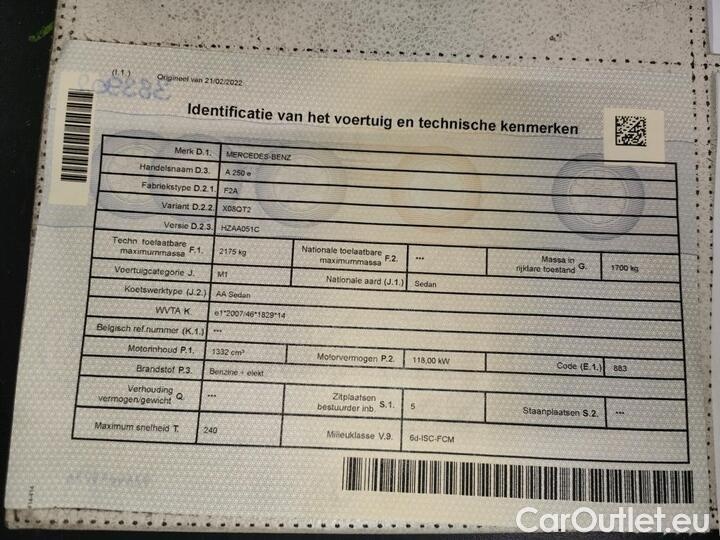 (I.1.) Origineel van 21/02/2022
Identificatie van het voertuig en technische kenmerken
Merk D.1. MERCEDES-BENZ
Handelsnaam D.3. A 250 e
Fabriekstype D.2.1. F2A
Variant D.2.2. X08QT2
Versie D.2.3. HZAA051C
Techn. toelaatbare maximummassa F.1. 2175 kg Nationale toelaatbare maximummassa F.2. --- Massa in rijklare toestand G. 1700 kg
Voertuigcategorie J. M1 Nationale aard (J.1.) Sedan
Koetswerktype (J.2.) AA Sedan
WVTA K. e1*2007/46*1829*14
Belgisch ref.nummer (K.1.) ---
Motorinhoud P.1. 1332 cm³ Motorvermogen P.2. 118,00 kW Code (E.1.) 883
Brandstof P.3. Benzine + elekt
Verhouding vermogen/gewicht Q. --- Zitplaatsen bestuurder inb. S.1. 5 Staanplaatsen S.2. ---
Maximum snelheid T. 240 Milieuklasse V.9. 6d-ISC-FCM
CarOutlet.eu